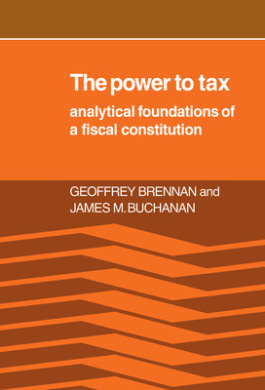 The power to tax
analytical foundations of
a fiscal constitution
GEOFFREY BRENNAN and
JAMES M. BUCHANAN